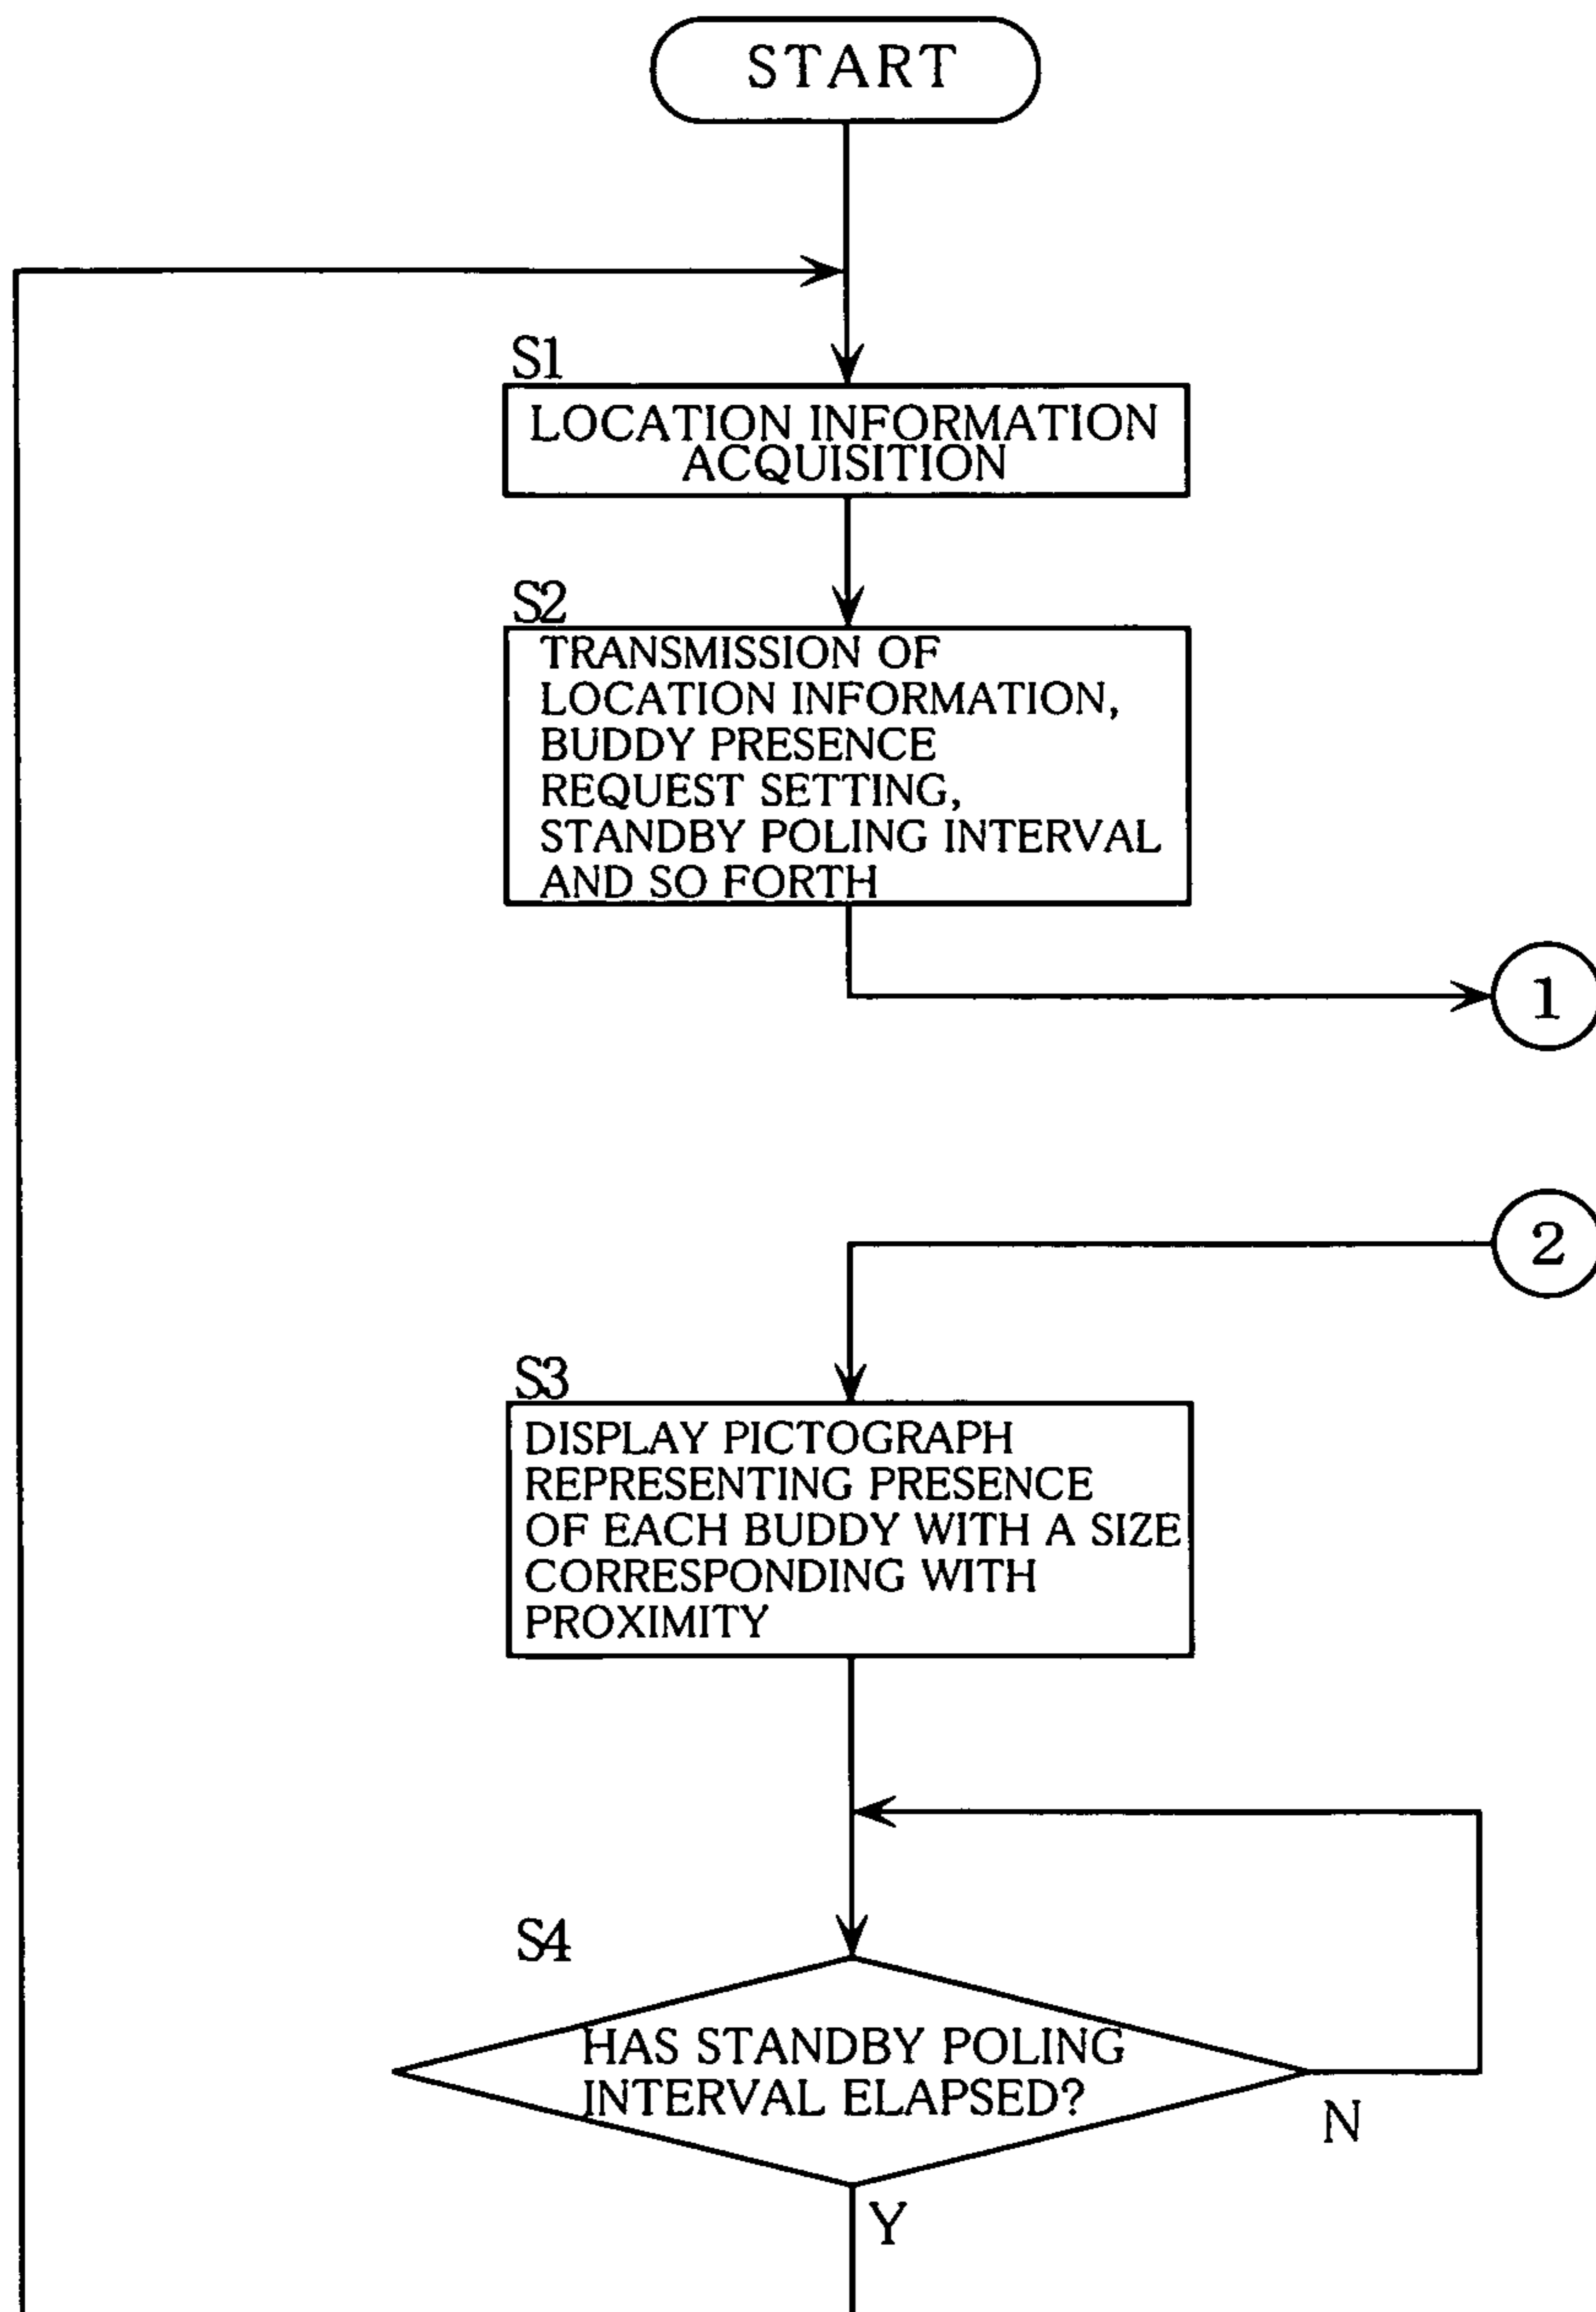 START
S1
LOCATION INFORMATION
ACQUISITION
S2
TRANSMISSION OF
LOCATION INFORMATION,
BUDDY PRESENCE
REQUEST SETTING,
STANDBY POLING INTERVAL
AND SO FORTH
1
2
S3
DISPLAY PICTOGRAPH
REPRESENTING PRESENCE
OF EACH BUDDY WITH A SIZE
CORRESPONDING WITH
PROXIMITY
S4
HAS STANDBY POLING
INTERVAL ELAPSED?
N
Y